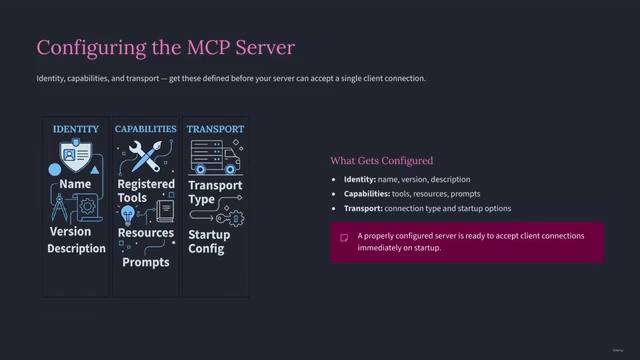 Configuring the MCP Server
Identity, capabilities, and transport — get these defined before your server can accept a single client connection.
IDENTITY
Name
Version
Description
CAPABILITIES
Registered
Tools
Resources
Prompts
TRANSPORT
Transport
Type
Startup
Config
What Gets Configured
• Identity: name, version, description
• Capabilities: tools, resources, prompts
• Transport: connection type and startup options
A properly configured server is ready to accept client connections
immediately on startup.